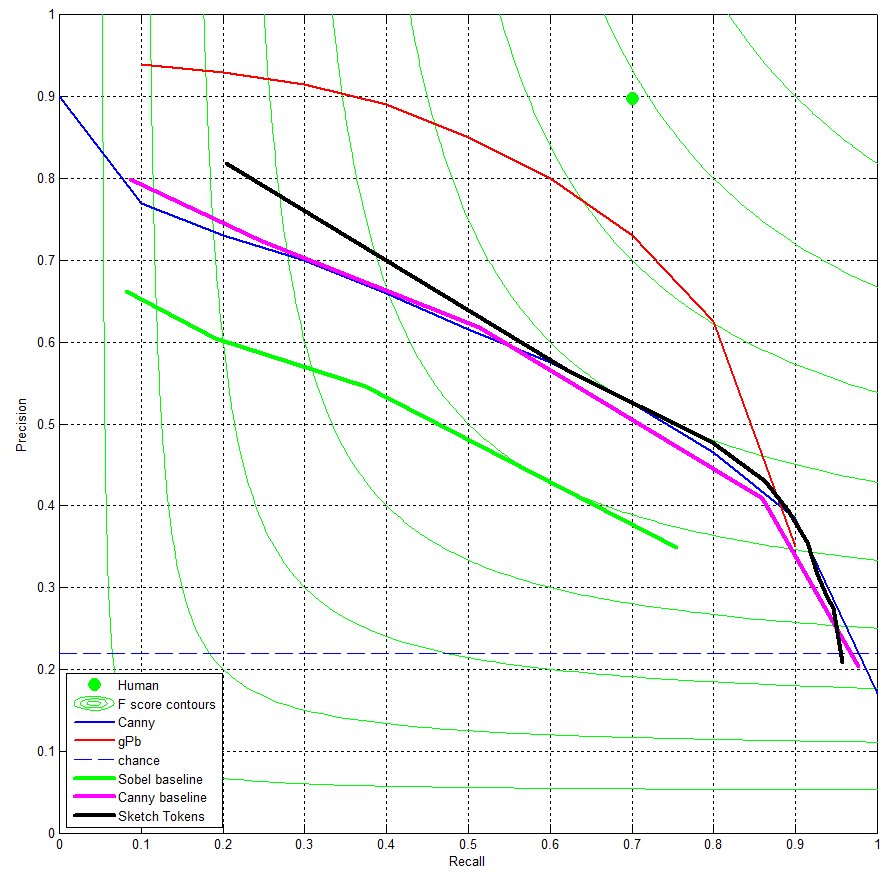 1
0.9
0.8
0.7
0.6
0.5
0.4
0.3
0.2
0.1
0
Precision
Human
F score contours
Canny
gPb
chance
Sobel baseline
Canny baseline
Sketch Tokens
0 0.1 0.2 0.3 0.4 0.5 0.6 0.7 0.8 0.9 1
Recall